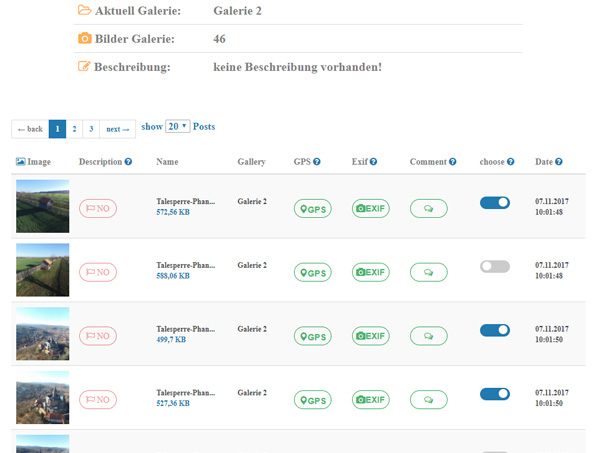 Aktuell Galerie: Galerie 2
Bilder Galerie: 46
Beschreibung: keine Beschreibung vorhanden!
← back 1 2 3 next → show 20 Posts
Image Description Name Gallery GPS Exif Comment choose Date
NO Talesperre-Phan... Galerie 2 GPS EXIF 07.11.2017
572,56 KB 10:01:48
NO Talesperre-Phan... Galerie 2 GPS EXIF 07.11.2017
588,06 KB 10:01:48
NO Talesperre-Phan... Galerie 2 GPS EXIF 07.11.2017
499,7 KB 10:01:50
NO Talesperre-Phan... Galerie 2 GPS EXIF 07.11.2017
527,36 KB 10:01:50